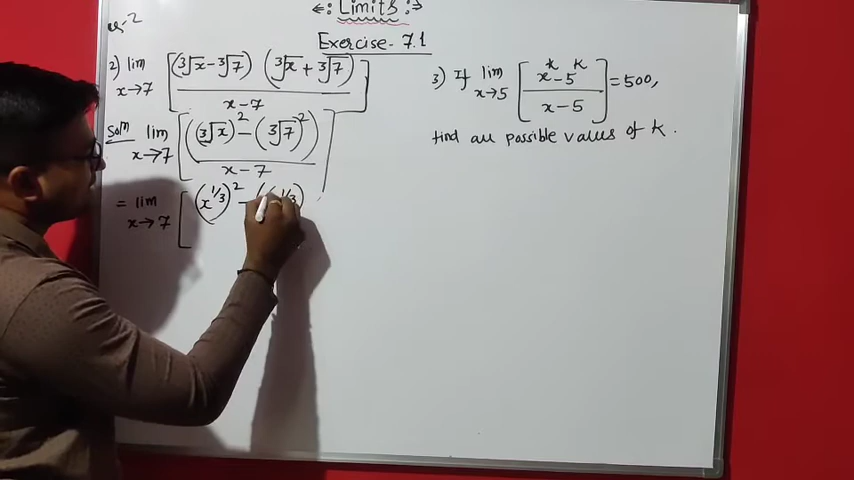 Limits
Exercise- 7.1
2) lim x→7 [(∛x-∛7) (∛x+∛7) / x-7]
Soln lim x→7 [(∛x)² - (∛7)² / x-7]
= lim x→7 [(x^1/3)² - (
3) If lim x→5 [x^k - 5^k / x-5] = 500,
find all possible values of k.